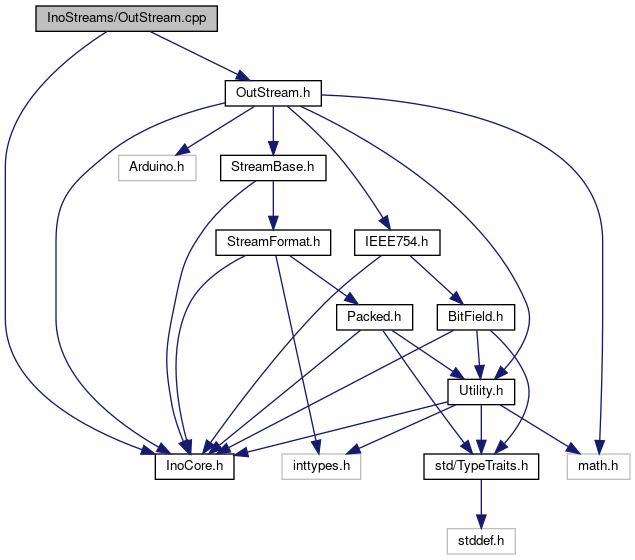 InoStreams/OutStream.cpp
OutStream.h
Arduino.h
StreamBase.h
StreamFormat.h
IEEE754.h
Packed.h
BitField.h
Utility.h
InoCore.h
inttypes.h
std/TypeTraits.h
math.h
stddef.h